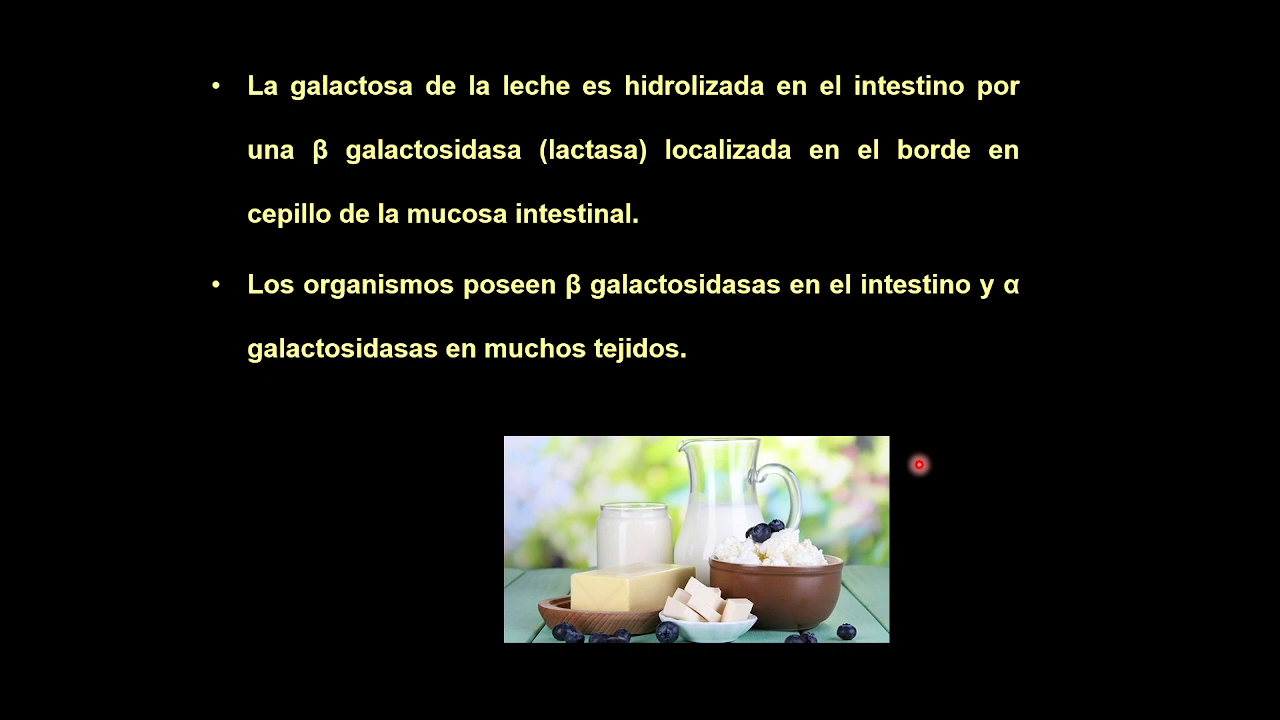 • La galactosa de la leche es hidrolizada en el intestino por
una β galactosidasa (lactasa) localizada en el borde en
cepillo de la mucosa intestinal.
• Los organismos poseen β galactosidasas en el intestino y α
galactosidasas en muchos tejidos.